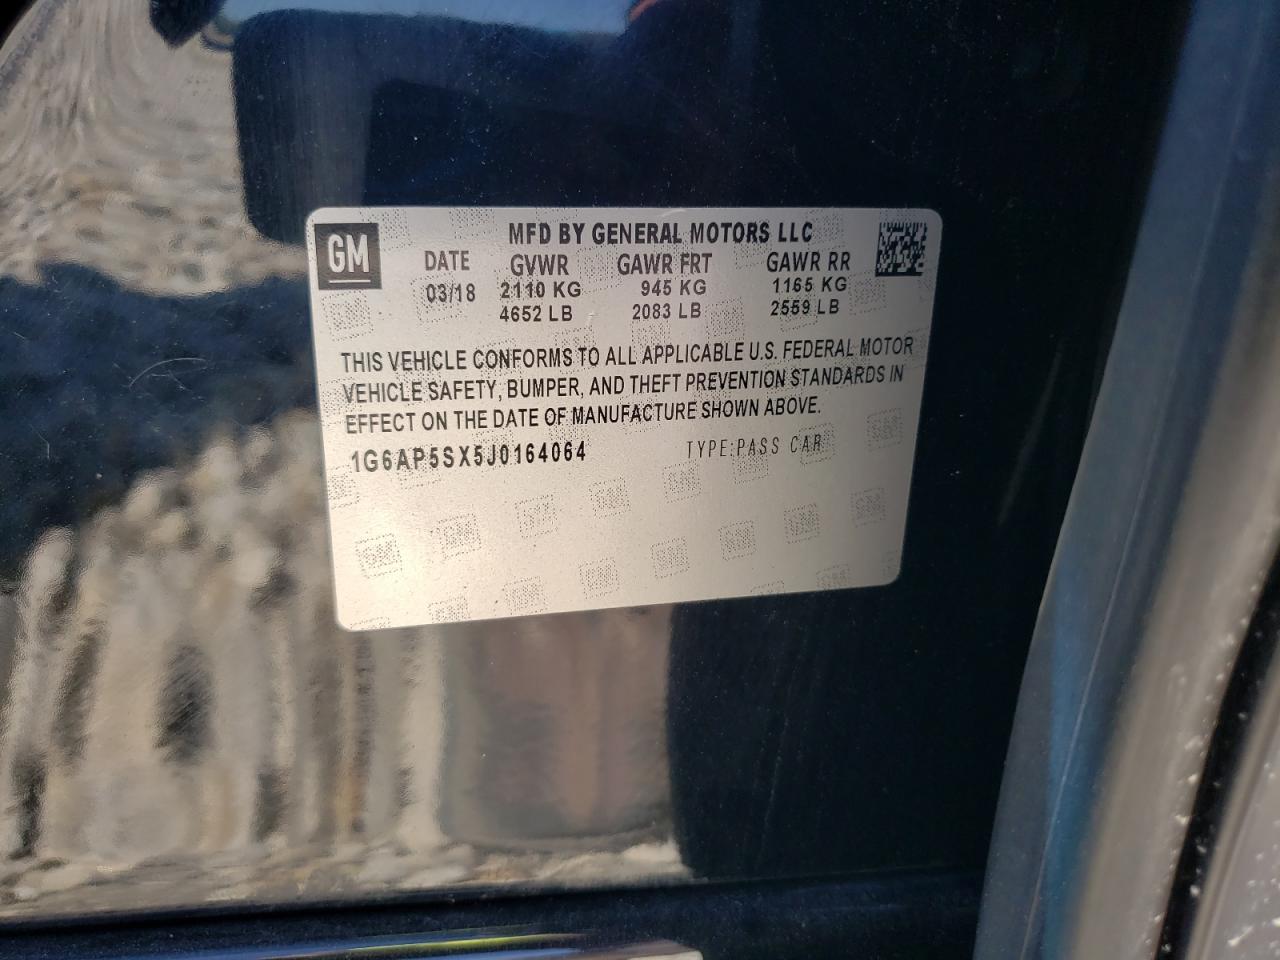 GM
MFD BY GENERAL MOTORS LLC
DATE GVWR GAWR FRT GAWR RR
03/18 2110 KG 945 KG 1165 KG
4652 LB 2083 LB 2559 LB
THIS VEHICLE CONFORMS TO ALL APPLICABLE U.S. FEDERAL MOTOR
VEHICLE SAFETY, BUMPER, AND THEFT PREVENTION STANDARDS IN
EFFECT ON THE DATE OF MANUFACTURE SHOWN ABOVE.
1G6AP5SX5J0164064 TYPE:PASS CAR